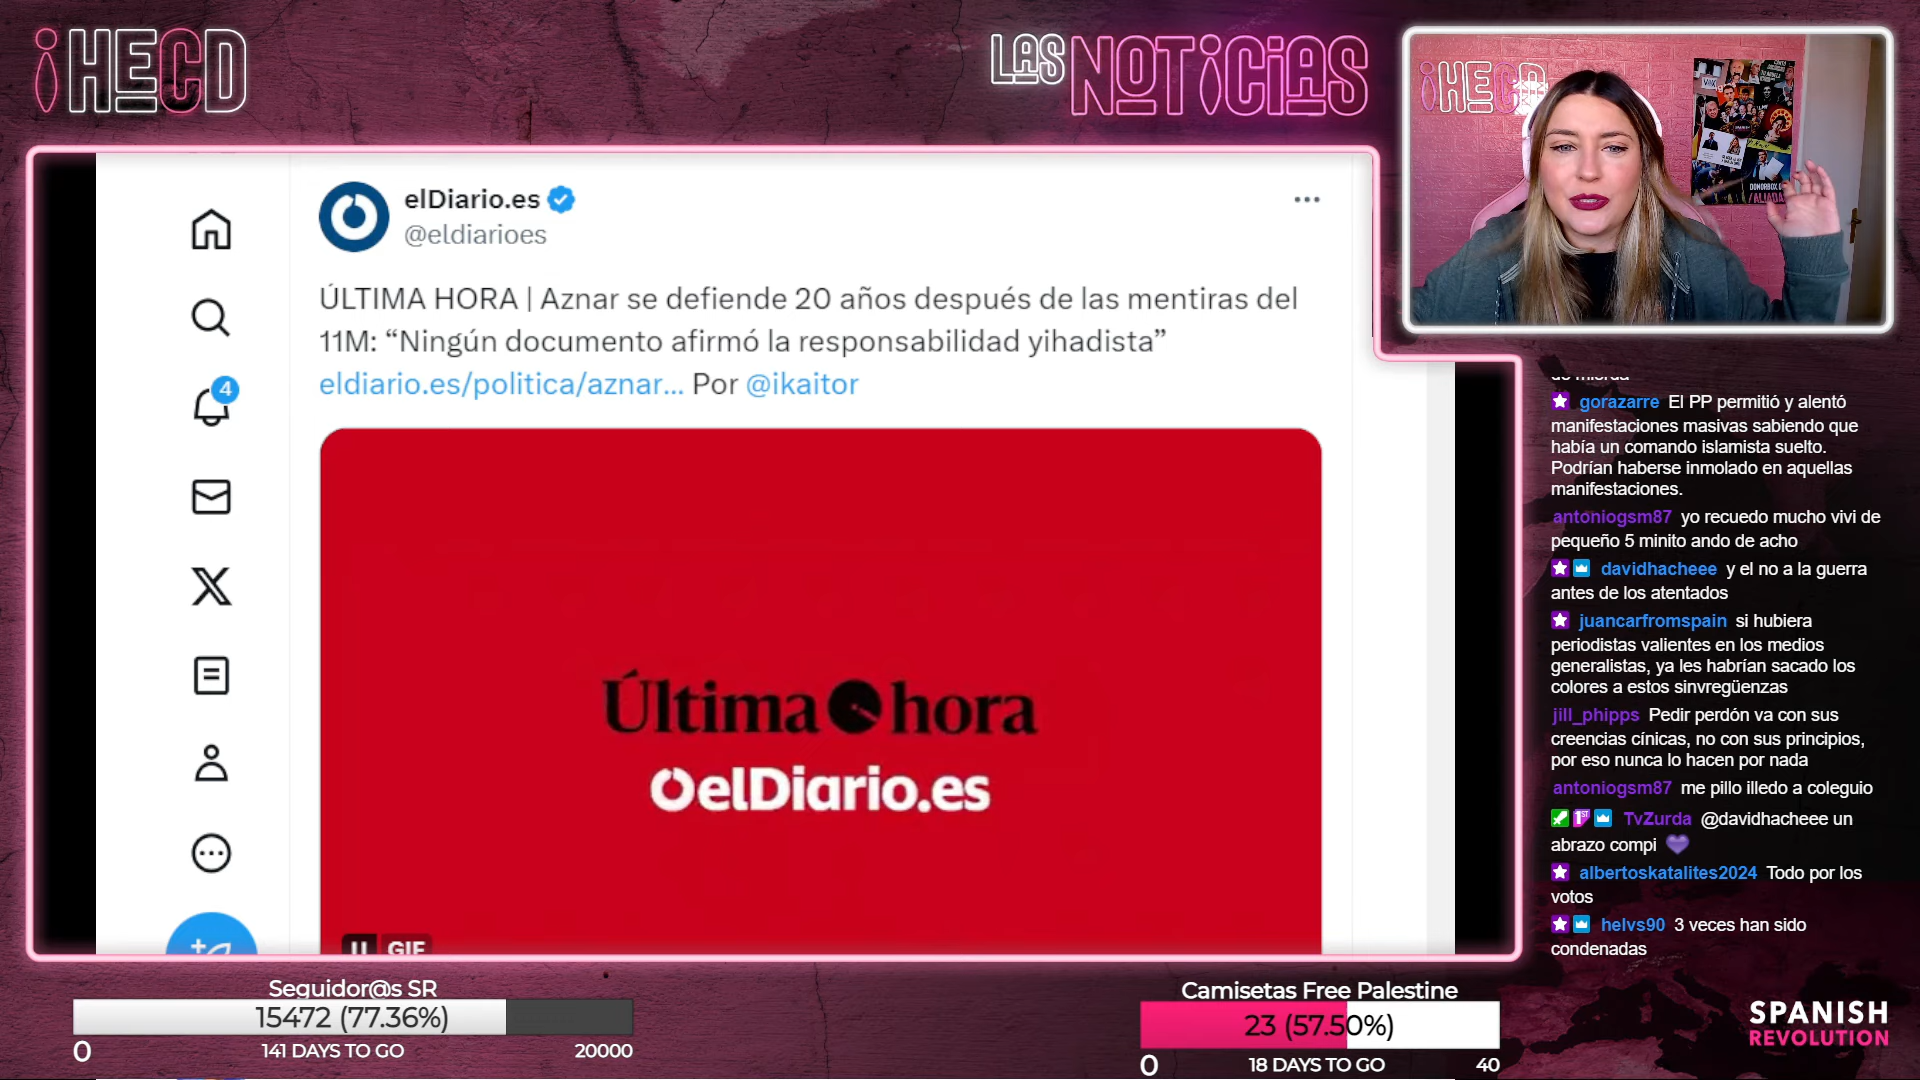 iHECD
LAS NOTiCiAS
iHECD
elDiario.es
@eldiarioes
ÚLTIMA HORA | Aznar se defiende 20 años después de las mentiras del
11M: “Ningún documento afirmó la responsabilidad yihadista”
eldiario.es/politica/aznar... Por @ikaitor
4
Última hora
elDiario.es
GIF
gorazarre El PP permitió y alentó
manifestaciones masivas sabiendo que
había un comando islamista suelto.
Podrían haberse inmolado en aquellas
manifestaciones.
antoniogsm87 yo recuedo mucho vivi de
pequeño 5 minito ando de acho
davidhacheee y el no a la guerra
antes de los atentados
juancarfromspain si hubiera
periodistas valientes en los medios
generalistas, ya les habrían sacado los
colores a estos sinvregüenzas
jill_phipps Pedir perdón va con sus
creencias cínicas, no con sus principios,
por eso nunca lo hacen por nada
antoniogsm87 me pillo illedo a coleguio
1ST TvZurda @davidhacheee un
abrazo compi
albertoskatalites2024 Todo por los
votos
helvs90 3 veces han sido
condenadas
Seguidor@s SR
15472 (77.36%)
0 141 DAYS TO GO 20000
Camisetas Free Palestine
23 (57.50%)
0 18 DAYS TO GO 40
SPANISH
REVOLUTION